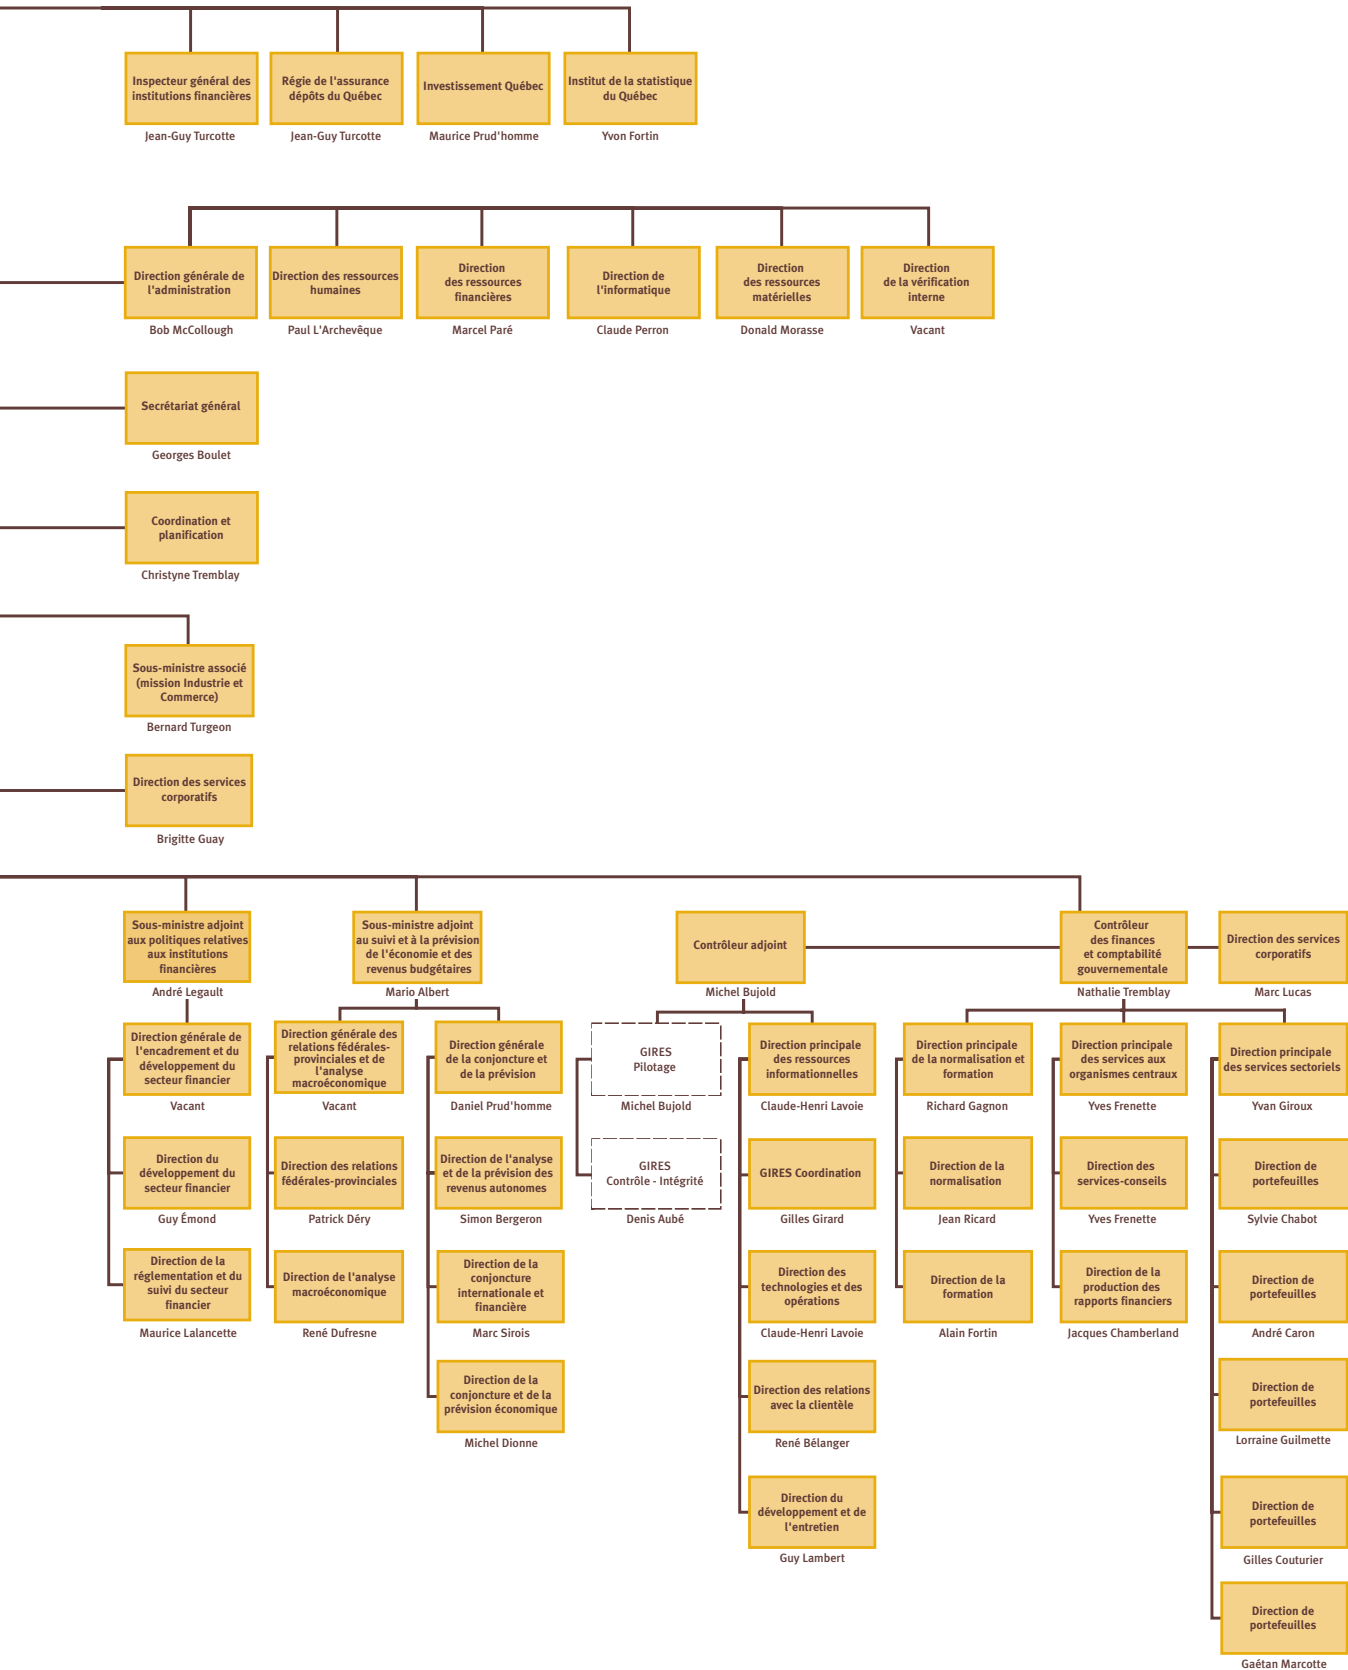 Inspecteur général des
institutions financières
Jean-Guy Turcotte
Régie de l'assurance
dépôts du Québec
Jean-Guy Turcotte
Investissement Québec
Maurice Prud'homme
Institut de la statistique
du Québec
Yvon Fortin
Direction générale de
l'administration
Bob McCollough
Direction des ressources
humaines
Paul L'Archevêque
Direction
des ressources
financières
Marcel Paré
Direction de
l'informatique
Claude Perron
Direction
des ressources
matérielles
Donald Morasse
Direction
de la vérification
interne
Vacant
Secrétariat général
Georges Boulet
Coordination et
planification
Christyne Tremblay
Sous-ministre associé
(mission Industrie et
Commerce)
Bernard Turgeon
Direction des services
corporatifs
Brigitte Guay
Sous-ministre adjoint
aux politiques relatives
aux institutions
financières
André Legault
Sous-ministre adjoint
au suivi et à la prévision
de l'économie et des
revenus budgétaires
Mario Albert
Contrôleur adjoint
Michel Bujold
Contrôleur
des finances
et comptabilité
gouvernementale
Nathalie Tremblay
Direction des services
corporatifs
Marc Lucas
Direction générale de
l'encadrement et du
développement du
secteur financier
Vacant
Direction du
développement du
secteur financier
Guy Émond
Direction de la
réglementation et du
suivi du secteur
financier
Maurice Lalancette
Direction générale des
relations fédérales-
provinciales et de
l'analyse
macroéconomique
Vacant
Direction des relations
fédérales-provinciales
Patrick Déry
Direction de l'analyse
macroéconomique
René Dufresne
Direction générale
de la conjoncture et
de la prévision
Daniel Prud'homme
Direction de l'analyse
et de la prévision des
revenus autonomes
Simon Bergeron
Direction de la
conjoncture
internationale et
financière
Marc Sirois
Direction de la
conjoncture et de la
prévision économique
Michel Dionne
GIRES
Pilotage
Michel Bujold
GIRES
Contrôle - Intégrité
Denis Aubé
Direction principale
des ressources
informationnelles
Claude-Henri Lavoie
GIRES Coordination
Gilles Girard
Direction des
technologies et des
opérations
Claude-Henri Lavoie
Direction des relations
avec la clientèle
René Bélanger
Direction du
développement et de
l'entretien
Guy Lambert
Direction principale
de la normalisation et
formation
Richard Gagnon
Direction de la
normalisation
Jean Ricard
Direction de la
formation
Alain Fortin
Direction principale
des services aux
organismes centraux
Yves Frenette
Direction des
services-conseils
Yves Frenette
Direction de la
production des
rapports financiers
Jacques Chamberland
Direction principale
des services sectoriels
Yvan Giroux
Direction de
portefeuilles
Sylvie Chabot
Direction de
portefeuilles
André Caron
Direction de
portefeuilles
Lorraine Guilmette
Direction de
portefeuilles
Gilles Couturier
Direction de
portefeuilles
Gaétan Marcotte